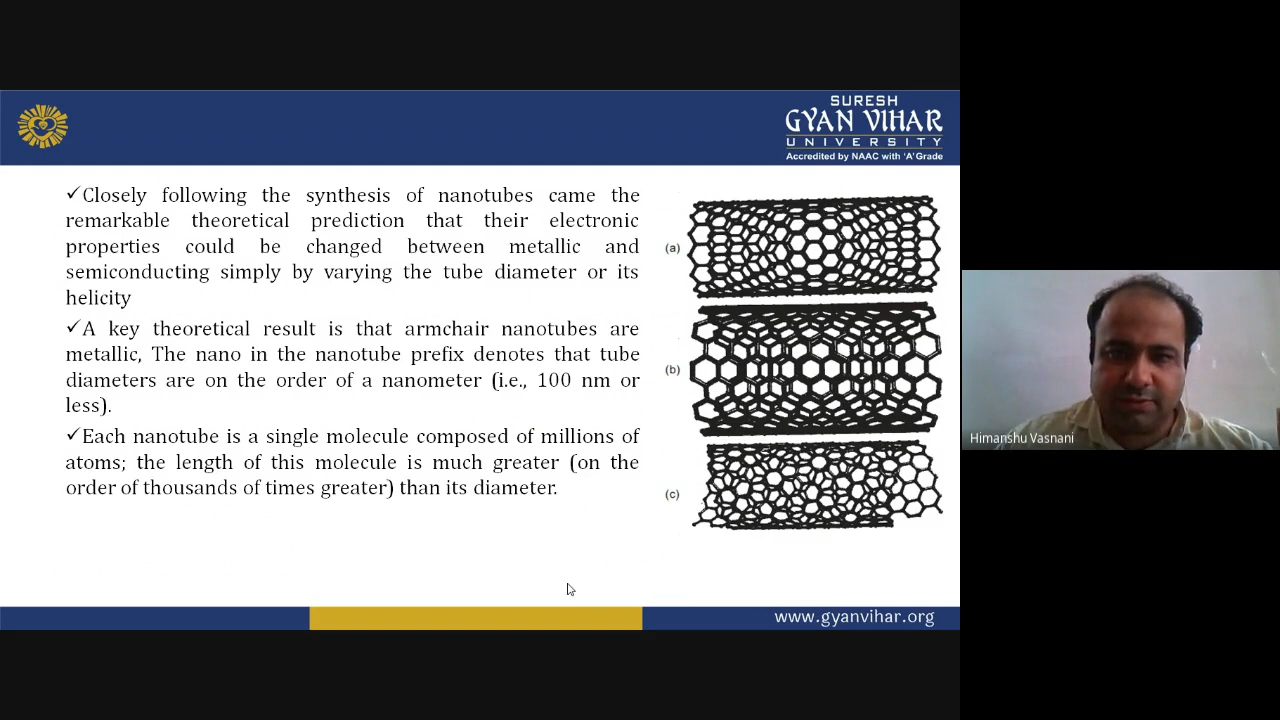 SURESH
GYAN VIHAR
UNIVERSITY
Accredited by NAAC with 'A' Grade
✓Closely following the synthesis of nanotubes came the
remarkable theoretical prediction that their electronic
properties could be changed between metallic and
semiconducting simply by varying the tube diameter or its
helicity
✓A key theoretical result is that armchair nanotubes are
metallic, The nano in the nanotube prefix denotes that tube
diameters are on the order of a nanometer (i.e., 100 nm or
less).
✓Each nanotube is a single molecule composed of millions of
atoms; the length of this molecule is much greater (on the
order of thousands of times greater) than its diameter.
(a)
(b)
(c)
Himanshu Vasnani
www.gyanvihar.org